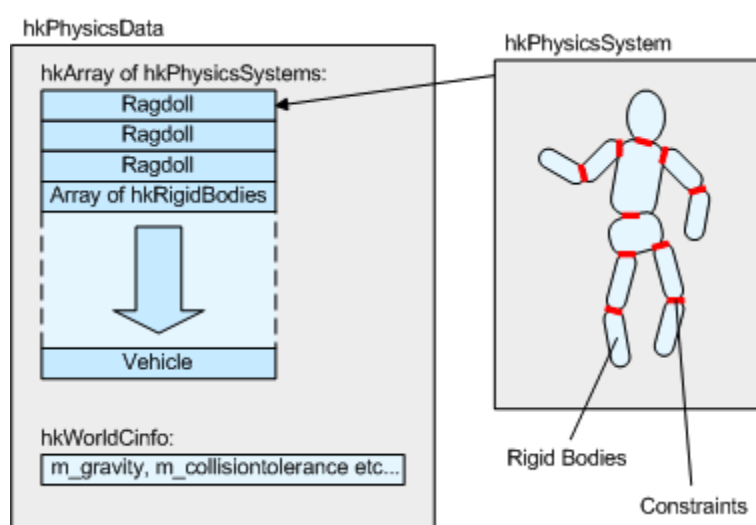 hkPhysicsData
hkArray of hkPhysicsSystems:
Ragdoll
Ragdoll
Ragdoll
Array of hkRigidBodies
Vehicle
hkWorldCinfo:
m_gravity, m_collisiontolerance etc...
hkPhysicsSystem
Rigid Bodies
Constraints